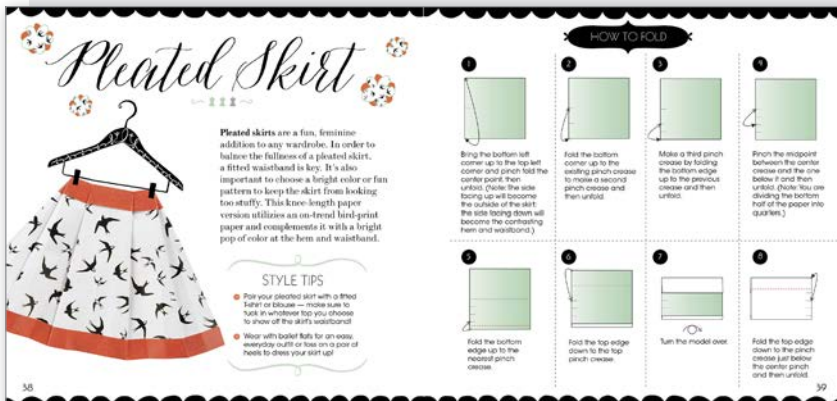 Pleated Skirt
Pleated skirts are a fun, feminine
addition to any wardrobe. In order to
balnce the fullness of a pleated skirt,
a fitted waistband is key. It's also
important to choose a bright color or fun
pattern to keep the skirt from looking
too stuffy. This knee-length paper
version utilizes an on-trend bird-print
paper and complements it with a bright
pop of color at the hem and waistband.
STYLE TIPS
Pair your pleated skirt with a fitted
T-shirt or blouse — make sure to
tuck in whatever top you choose
to show off the skirt's waistband!
Wear with ballet flats for an easy,
everyday outfit or toss on a pair of
heels to dress your skirt up!
38
HOW TO FOLD
1
Bring the bottom left
corner up to the top left
corner and pinch fold the
center point, then
unfold. (Note: The side
facing up will become
the outside of the skirt;
the side facing down will
become the contrasting
hem and waistband.)
2
Fold the bottom
corner up to the
existing pinch crease
to make a second
pinch crease and
then unfold.
3
Make a third pinch
crease by folding
the bottom edge
up to the previous
crease and then
unfold.
4
Pinch the midpoint
between the center
crease and the one
below it and then
unfold. (Note: You are
dividing the bottom
half of the paper into
quarters.)
5
Fold the bottom
edge up to the
nearest pinch
crease.
6
Fold the top edge
down to the top
pinch crease.
7
Turn the model over.
8
Fold the top edge
down to the pinch
crease just below
the center pinch
and then unfold.
39